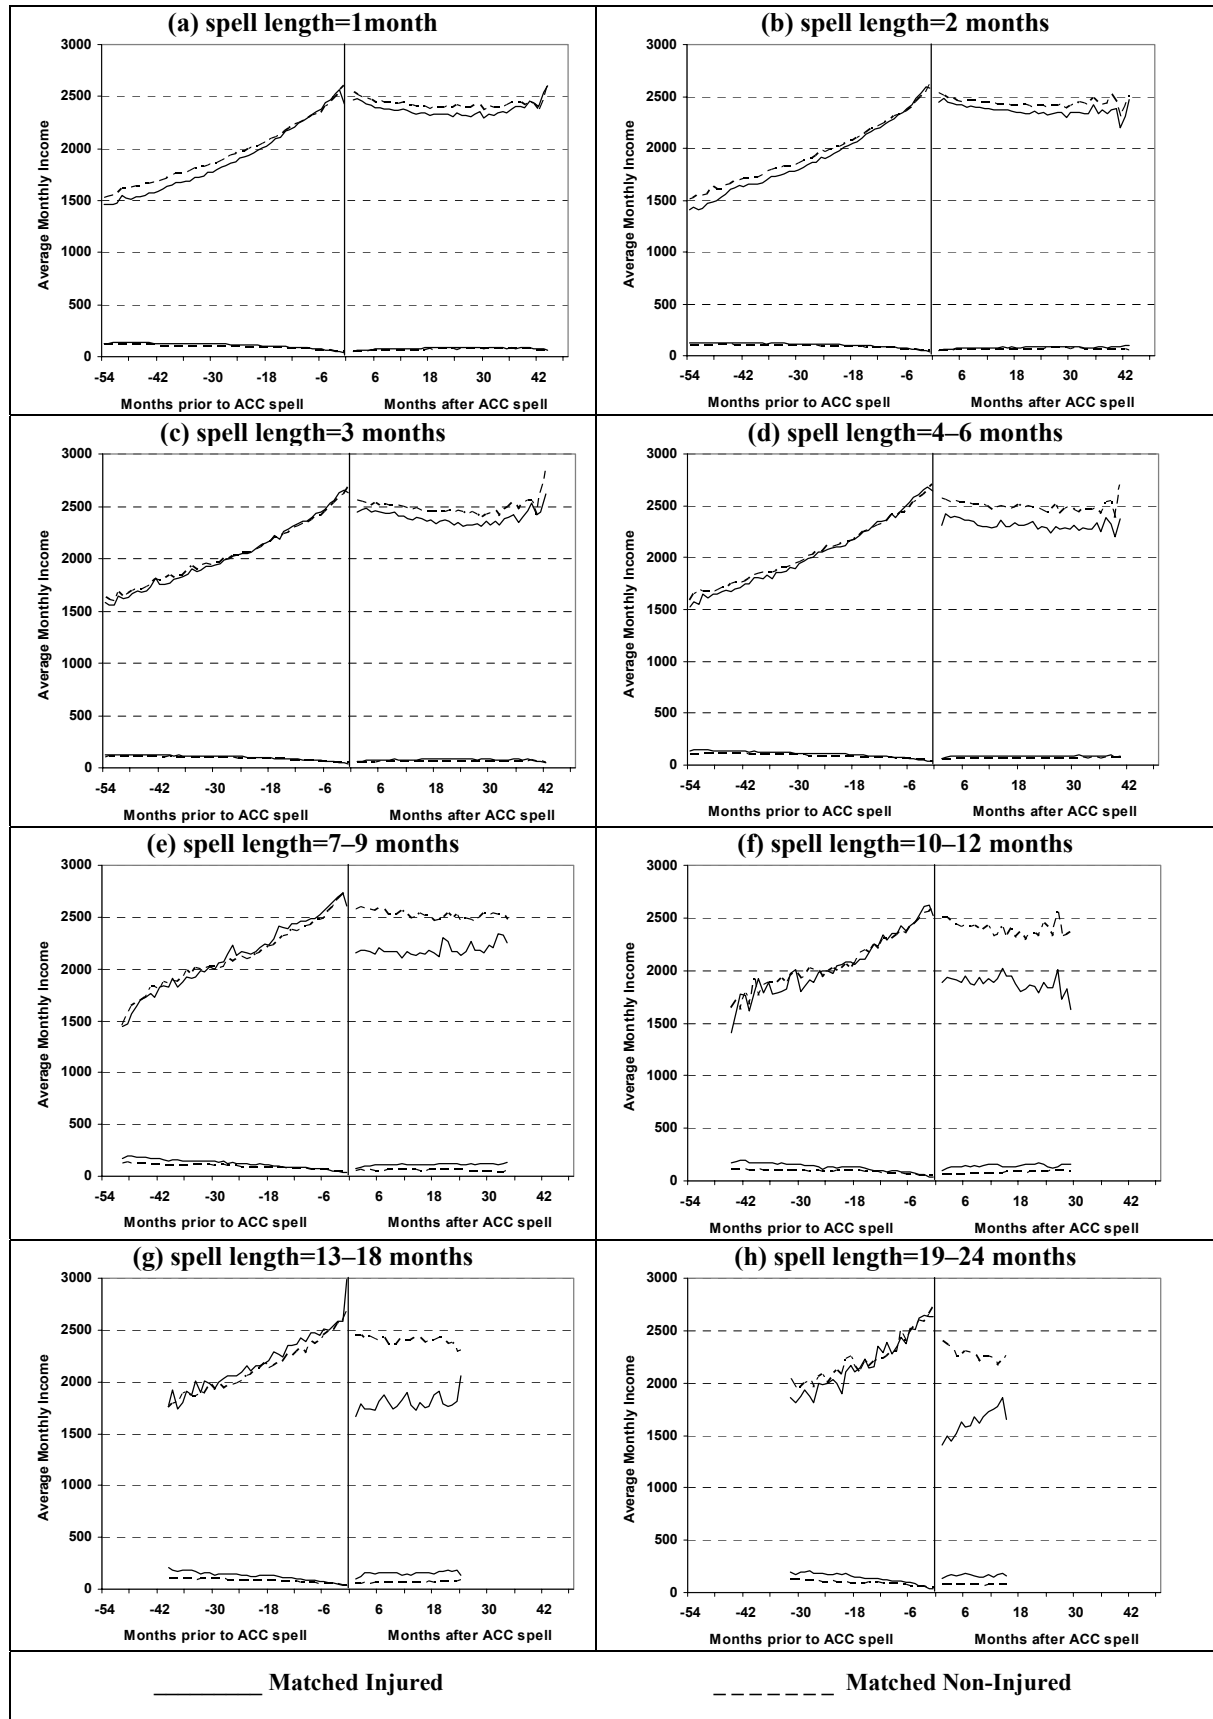 (a) spell length=1month
3000
2500
2000
1500
1000
500
0
Average Monthly Income
-54 -42 -30 -18 -6 6 18 30 42
Months prior to ACC spell Months after ACC spell
(b) spell length=2 months
3000
2500
2000
1500
1000
500
0
Average Monthly Income
-54 -42 -30 -18 -6 6 18 30 42
Months prior to ACC spell Months after ACC spell
(c) spell length=3 months
3000
2500
2000
1500
1000
500
0
Average Monthly Income
-54 -42 -30 -18 -6 6 18 30 42
Months prior to ACC spell Months after ACC spell
(d) spell length=4–6 months
3000
2500
2000
1500
1000
500
0
Average Monthly Income
-54 -42 -30 -18 -6 6 18 30 42
Months prior to ACC spell Months after ACC spell
(e) spell length=7–9 months
3000
2500
2000
1500
1000
500
0
Average Monthly Income
-54 -42 -30 -18 -6 6 18 30 42
Months prior to ACC spell Months after ACC spell
(f) spell length=10–12 months
3000
2500
2000
1500
1000
500
0
Average Monthly Income
-54 -42 -30 -18 -6 6 18 30 42
Months prior to ACC spell Months after ACC spell
(g) spell length=13–18 months
3000
2500
2000
1500
1000
500
0
Average Monthly Income
-54 -42 -30 -18 -6 6 18 30 42
Months prior to ACC spell Months after ACC spell
(h) spell length=19–24 months
3000
2500
2000
1500
1000
500
0
Average Monthly Income
-54 -42 -30 -18 -6 6 18 30 42
Months prior to ACC spell Months after ACC spell
Matched Injured Matched Non-Injured